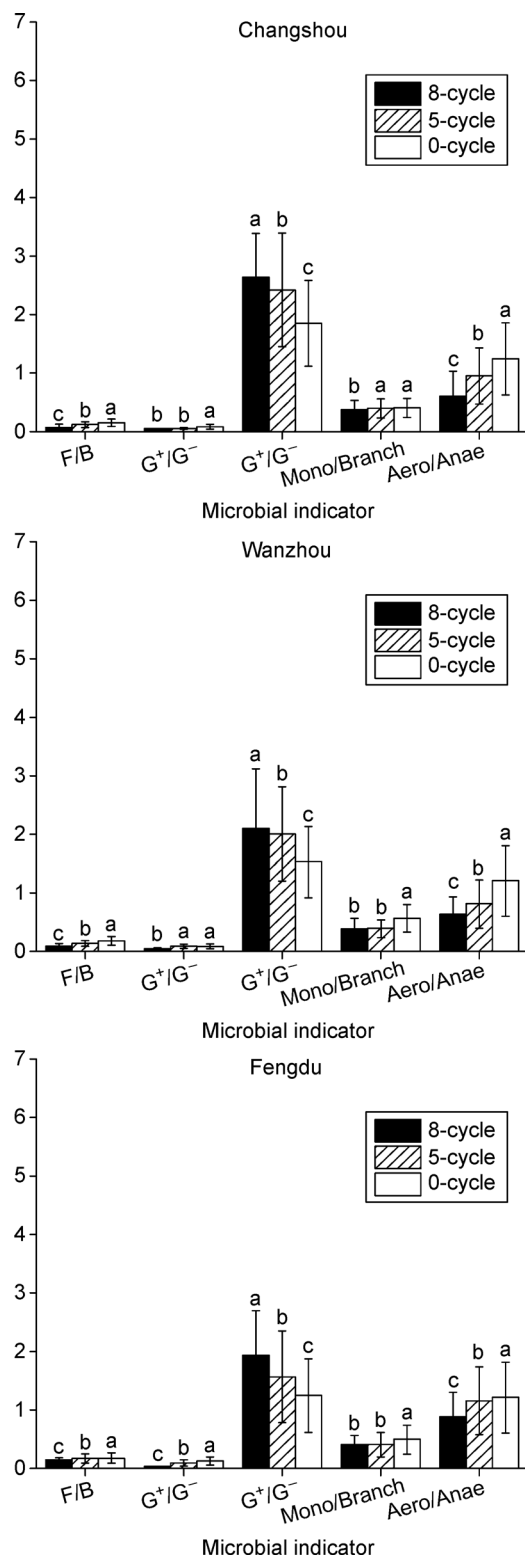 Changshou
7
6
5
4
3
2
1
0
8-cycle
5-cycle
0-cycle
c b a
b b a
a b c
b a a
c b a
F/B G⁺/G⁻ G⁺/G⁻ Mono/Branch Aero/Anae
Microbial indicator
Wanzhou
7
6
5
4
3
2
1
0
8-cycle
5-cycle
0-cycle
c b a
b a a
a b c
b b a
c b a
F/B G⁺/G⁻ G⁺/G⁻ Mono/Branch Aero/Anae
Microbial indicator
Fengdu
7
6
5
4
3
2
1
0
8-cycle
5-cycle
0-cycle
c b a
c b a
a b c
b b a
c b a
F/B G⁺/G⁻ G⁺/G⁻ Mono/Branch Aero/Anae
Microbial indicator